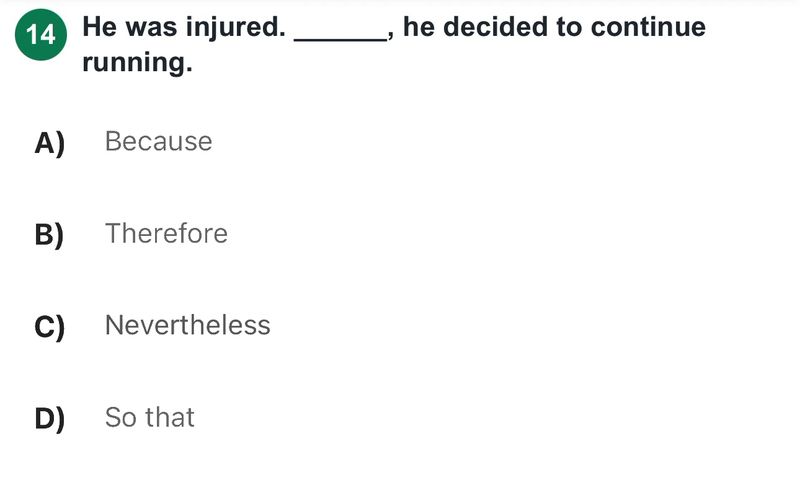 14 He was injured. ______, he decided to continue
running.
A) Because
B) Therefore
C) Nevertheless
D) So that